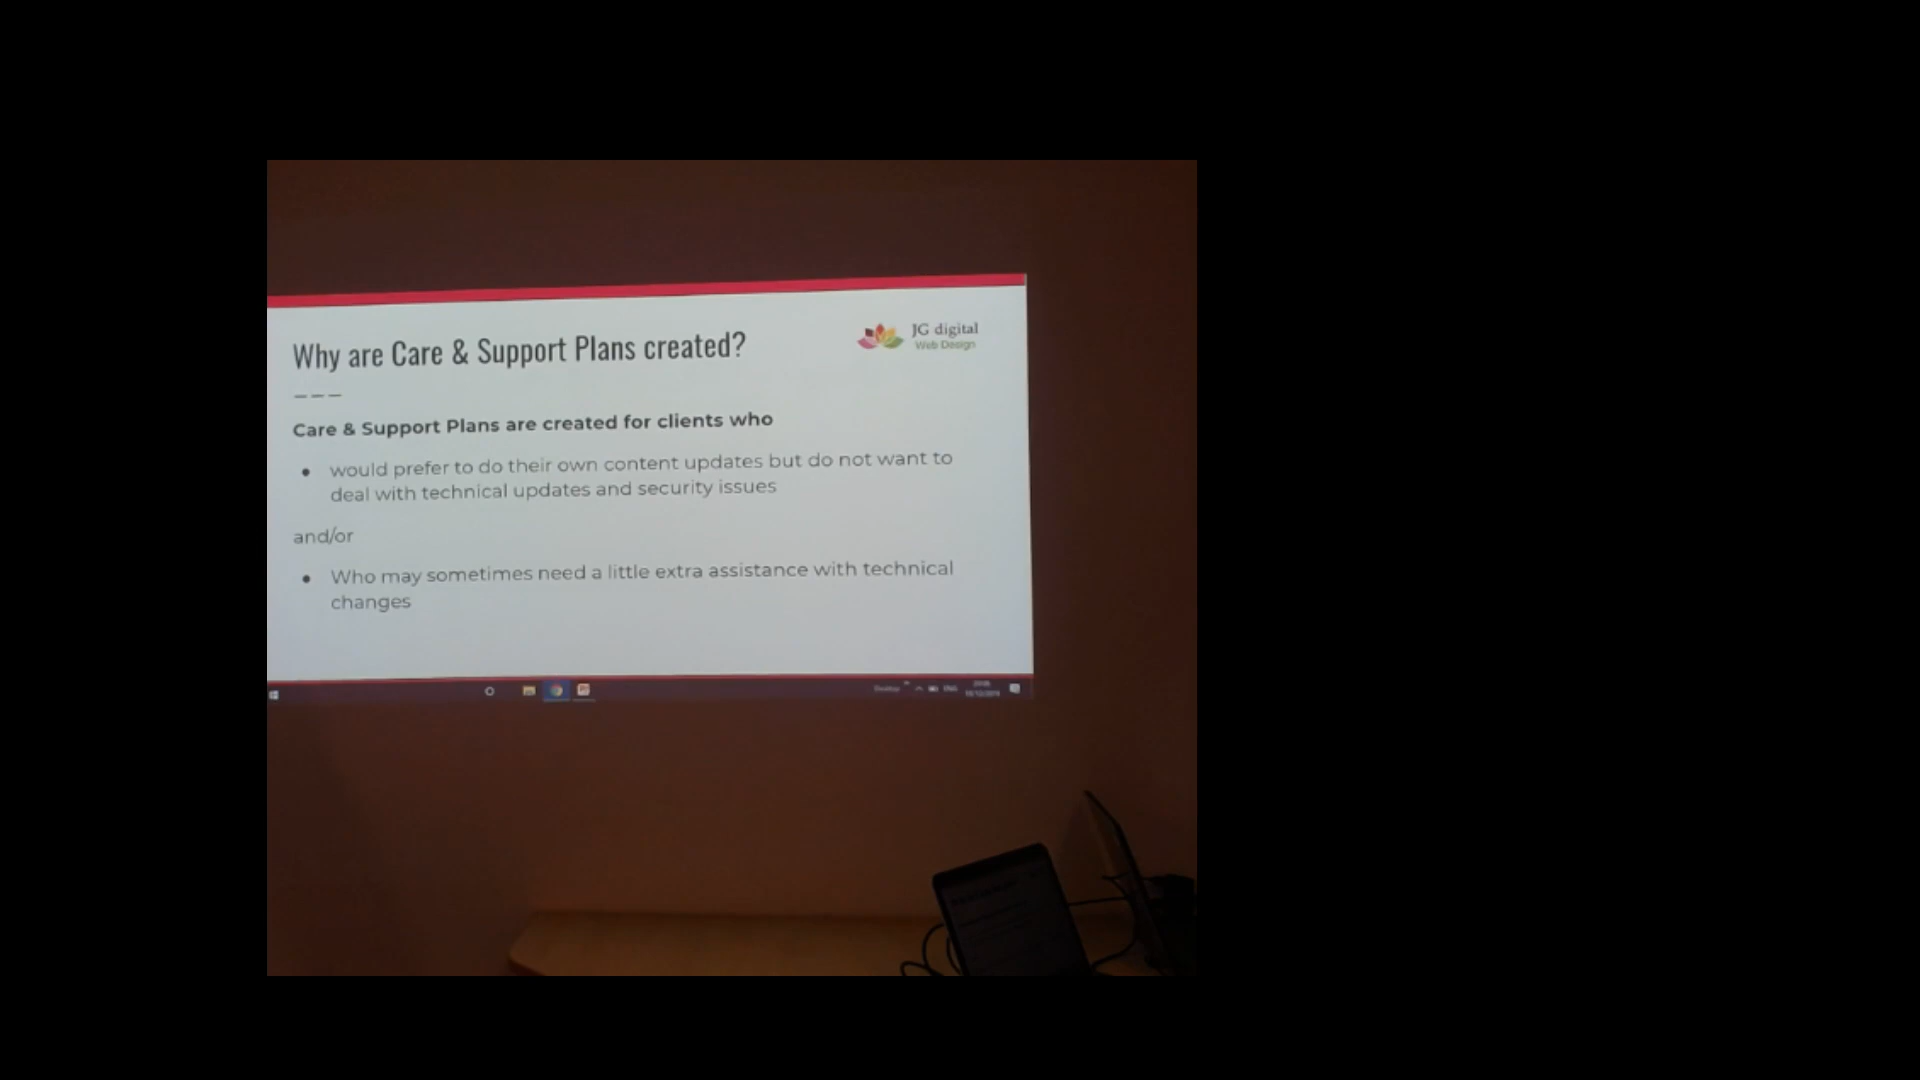 Why are Care & Support Plans created?
JG digital
Web Design
Care & Support Plans are created for clients who
• would prefer to do their own content updates but do not want to
deal with technical updates and security issues
and/or
• Who may sometimes need a little extra assistance with technical
changes
Desktop
ENG